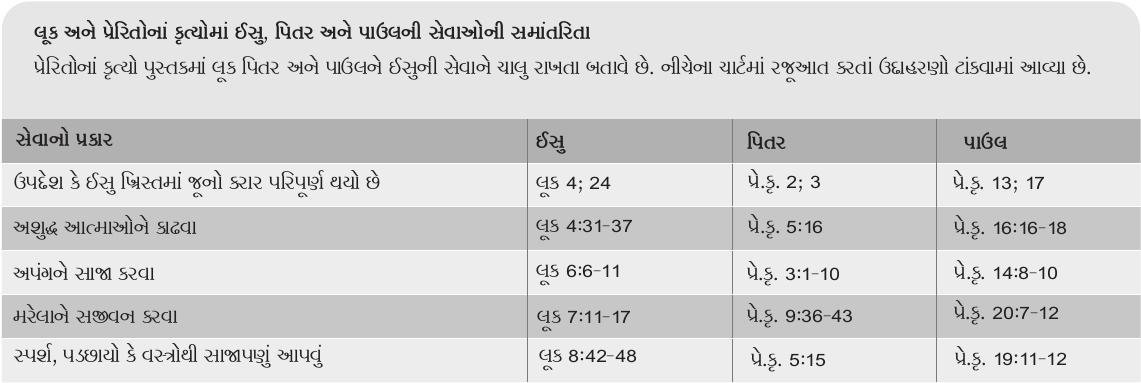 લૂક અને પ્રેરિતોનાં કૃત્યોમાં ઈસુ, પિતર અને પાઉલની સેવાઓની સમાંતરિતા
પ્રેરિતોનાં કૃત્યો પુસ્તકમાં લૂક પિતર અને પાઉલને ઈસુની સેવાને ચાલુ રાખતા બતાવે છે. નીચેના ચાર્ટમાં રજૂઆત કરતાં ઉદ્દાહરણો ટાંકવામાં આવ્યા છે.
સેવાનો પ્રકાર ઈસુ પિતર પાઉલ
ઉપદેશ કે ઈસુ ખ્રિસ્તમાં જૂનો કરાર પરિપૂર્ણ થયો છે લૂક 4; 24 પ્રે.કૃ. 2; 3 પ્રે.કૃ. 13; 17
અશુદ્ધ આત્માઓને કાઢવા લૂક 4:31-37 પ્રે.કૃ. 5:16 પ્રે.કૃ. 16:16-18
અપંગને સાજા કરવા લૂક 6:6-11 પ્રે.કૃ. 3:1-10 પ્રે.કૃ. 14:8-10
મરેલાને સજીવન કરવા લૂક 7:11-17 પ્રે.કૃ. 9:36-43 પ્રે.કૃ. 20:7-12
સ્પર્શ, પડછાયો કે વસ્ત્રોથી સાજાપણું આપવું લૂક 8:42-48 પ્રે.કૃ. 5:15 પ્રે.કૃ. 19:11-12